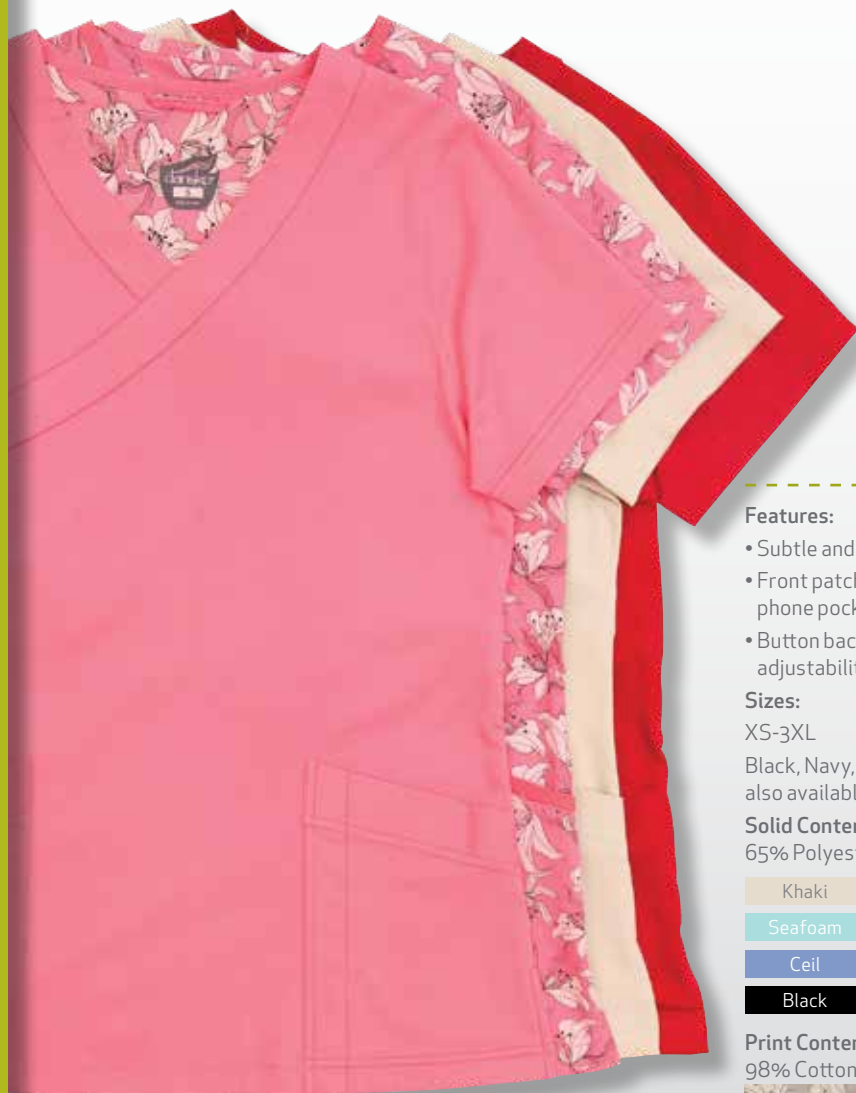 dansko
S
Features:
• Subtle and
• Front patch
phone pock
• Button bac
adjustabilit
Sizes:
XS-3XL
Black, Navy,
also availabl
Solid Conten
65% Polyest
Khaki
Seafoam
Ceil
Black
Print Conten
98% Cotton